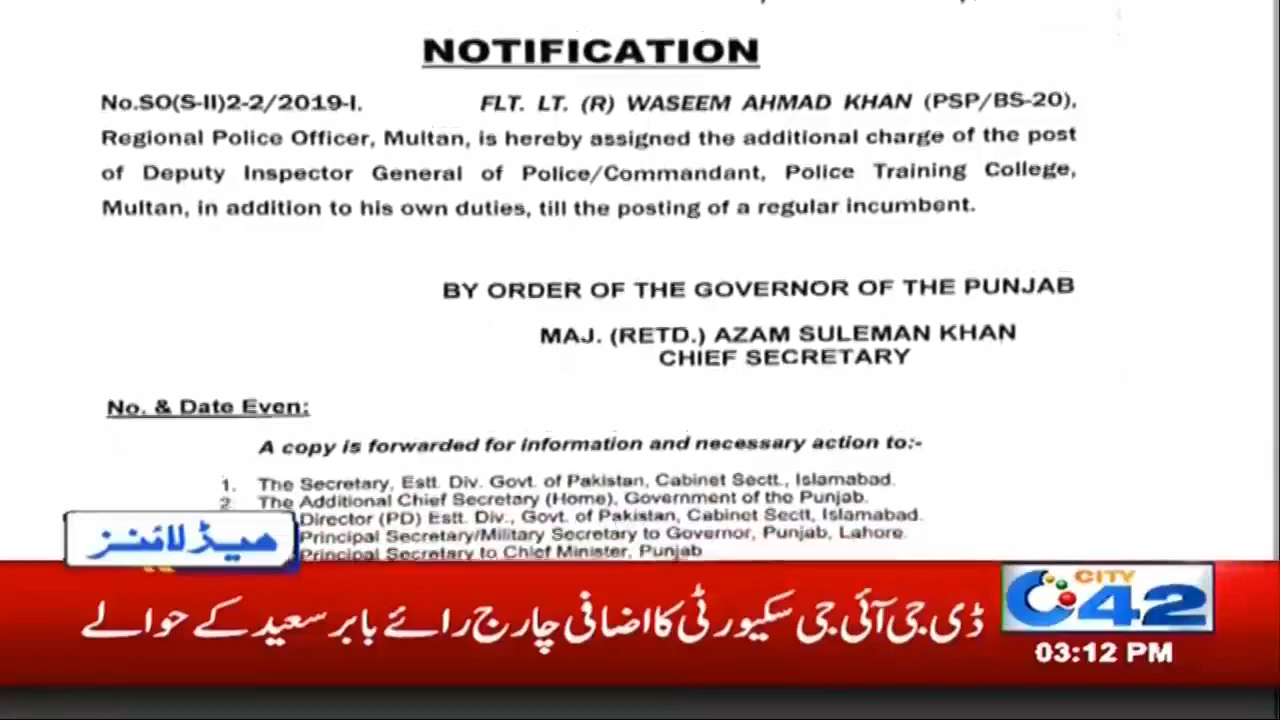 NOTIFICATION
No.SO(S-II)2-2/2019-I. FLT. LT. (R) WASEEM AHMAD KHAN (PSP/BS-20),
Regional Police Officer, Multan, is hereby assigned the additional charge of the post
of Deputy Inspector General of Police/Commandant, Police Training College,
Multan, in addition to his own duties, till the posting of a regular incumbent.
BY ORDER OF THE GOVERNOR OF THE PUNJAB
MAJ. (RETD.) AZAM SULEMAN KHAN
CHIEF SECRETARY
No. & Date Even:
A copy is forwarded for information and necessary action to:-
1. The Secretary, Estt. Div. Govt. of Pakistan, Cabinet Sectt., Islamabad.
2. The Additional Chief Secretary (Home), Government of the Punjab.
Director (PD) Estt. Div., Govt. of Pakistan, Cabinet Sectt, Islamabad.
Principal Secretary/Military Secretary to Governor, Punjab, Lahore.
Principal Secretary to Chief Minister, Punjab
ہیڈلائنز
ڈی جی آئی جی سکیورٹی کا اضافی چارج رائے بابر سعید کے حوالے
CITY
42
03:12 PM